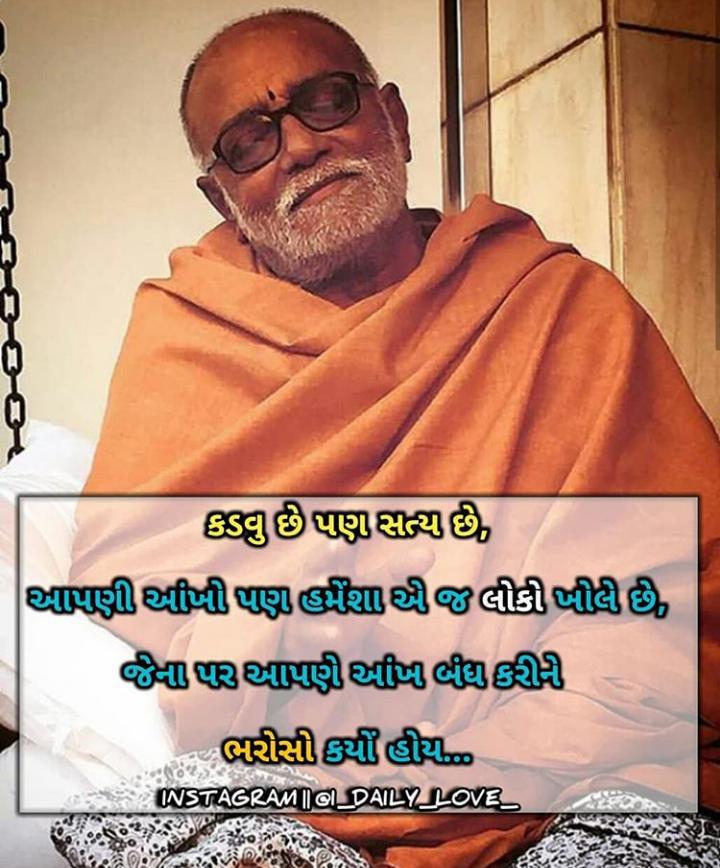 કડવુ છે પણ સત્ય છે,
આપણી આંખો પણ હમેંશા એ જ લોકો ખોલે છે,
જેના પર આપણે આંખ બંધ કરીને
ભરોસો કર્યો હોય...
INSTAGRAM || @I_DAILY_LOVE_